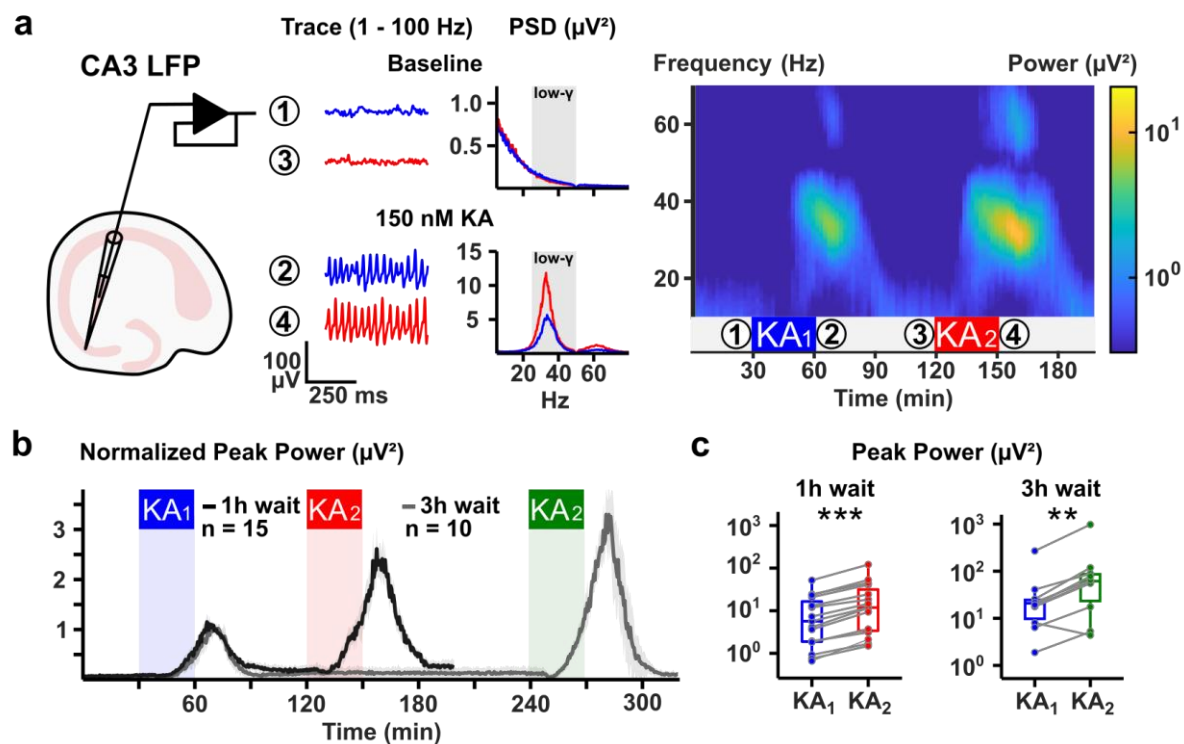 a
Trace (1 - 100 Hz) PSD (µV²)
CA3 LFP
Baseline
1
3
low-γ
1.0
0.5
150 nM KA
2
4
100
µV
250 ms
low-γ
15
10
5
20 40 60
Hz
Frequency (Hz) Power (µV²)
60
40
20
10¹
10⁰
1 KA₁ 2 3 KA₂ 4
30 60 90 120 150 180
Time (min)
b
Normalized Peak Power (µV²)
KA₁ 1h wait KA₂ 3h wait KA₂
n = 15 n = 10
3
2
1
60 120 180 240 300
Time (min)
c
Peak Power (µV²)
1h wait
***
10³
10²
10¹
10⁰
KA₁ KA₂
3h wait
**
10³
10²
10¹
10⁰
KA₁ KA₂